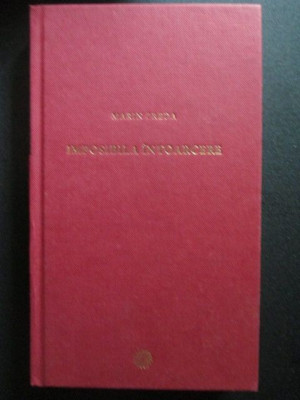 MARIN PREDA
IMPOSIBILA ÎNTOARCERE